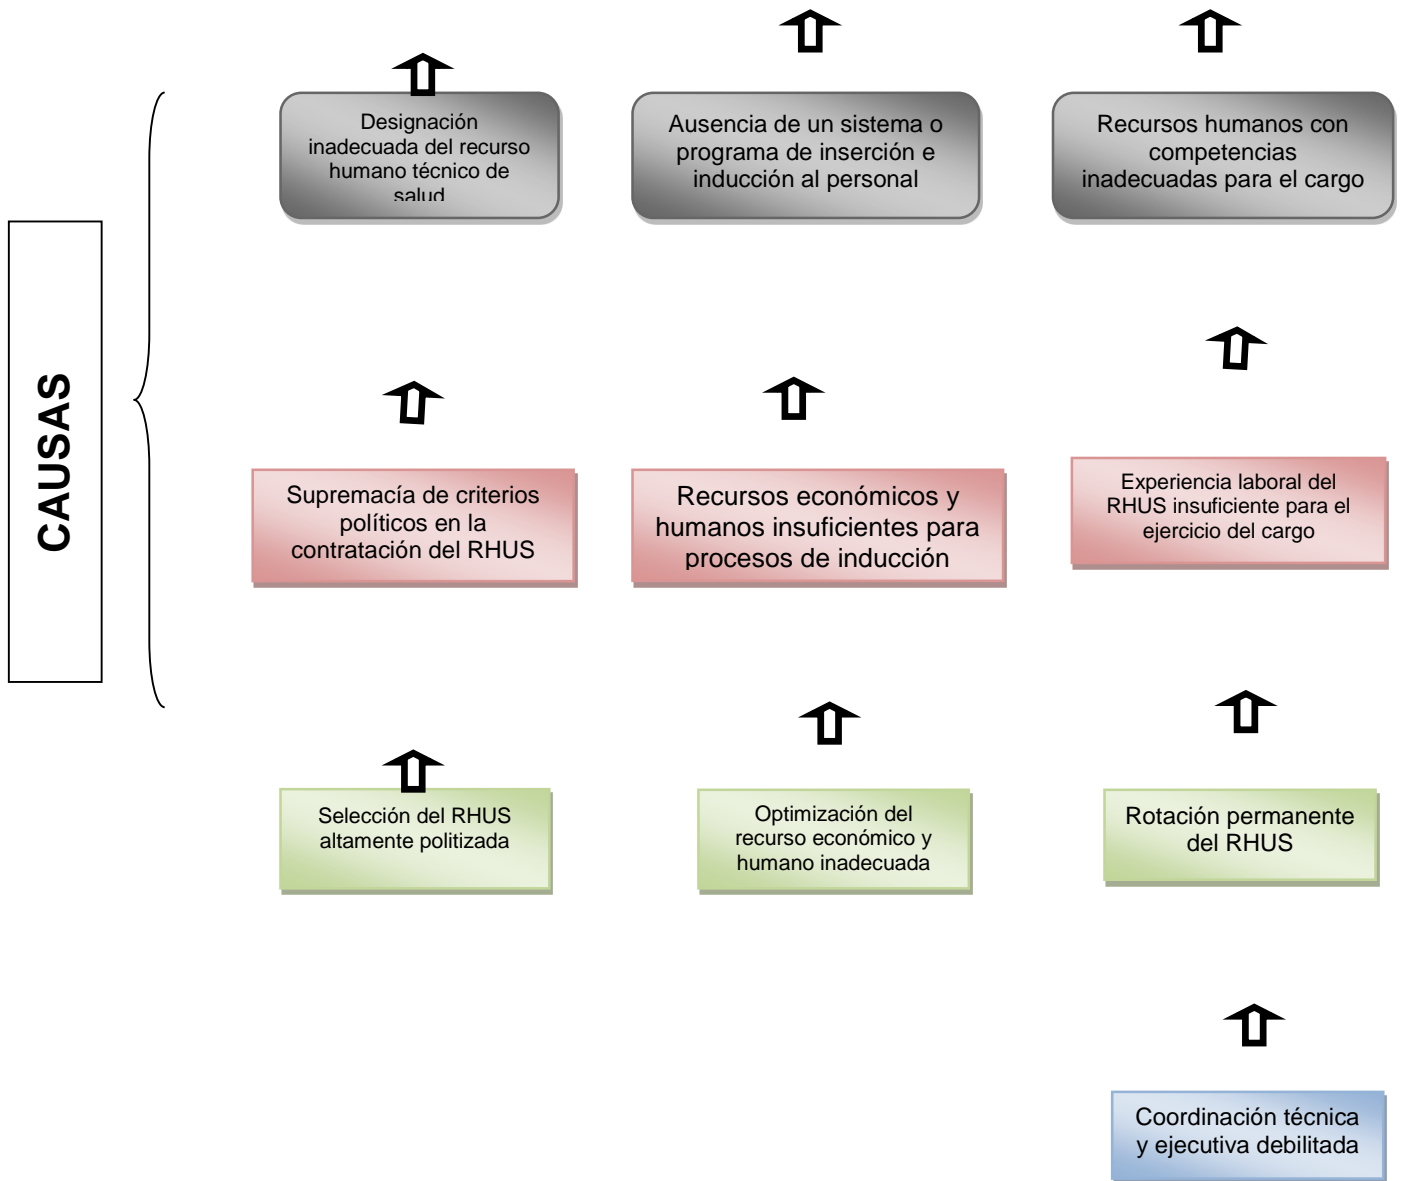 Designación
inadecuada del recurso
humano técnico de
salud
Ausencia de un sistema o
programa de inserción e
inducción al personal
Recursos humanos con
competencias
inadecuadas para el cargo
CAUSAS
Supremacía de criterios
políticos en la
contratación del RHUS
Recursos económicos y
humanos insuficientes para
procesos de inducción
Experiencia laboral del
RHUS insuficiente para el
ejercicio del cargo
Selección del RHUS
altamente politizada
Optimización del
recurso económico y
humano inadecuada
Rotación permanente
del RHUS
Coordinación técnica
y ejecutiva debilitada